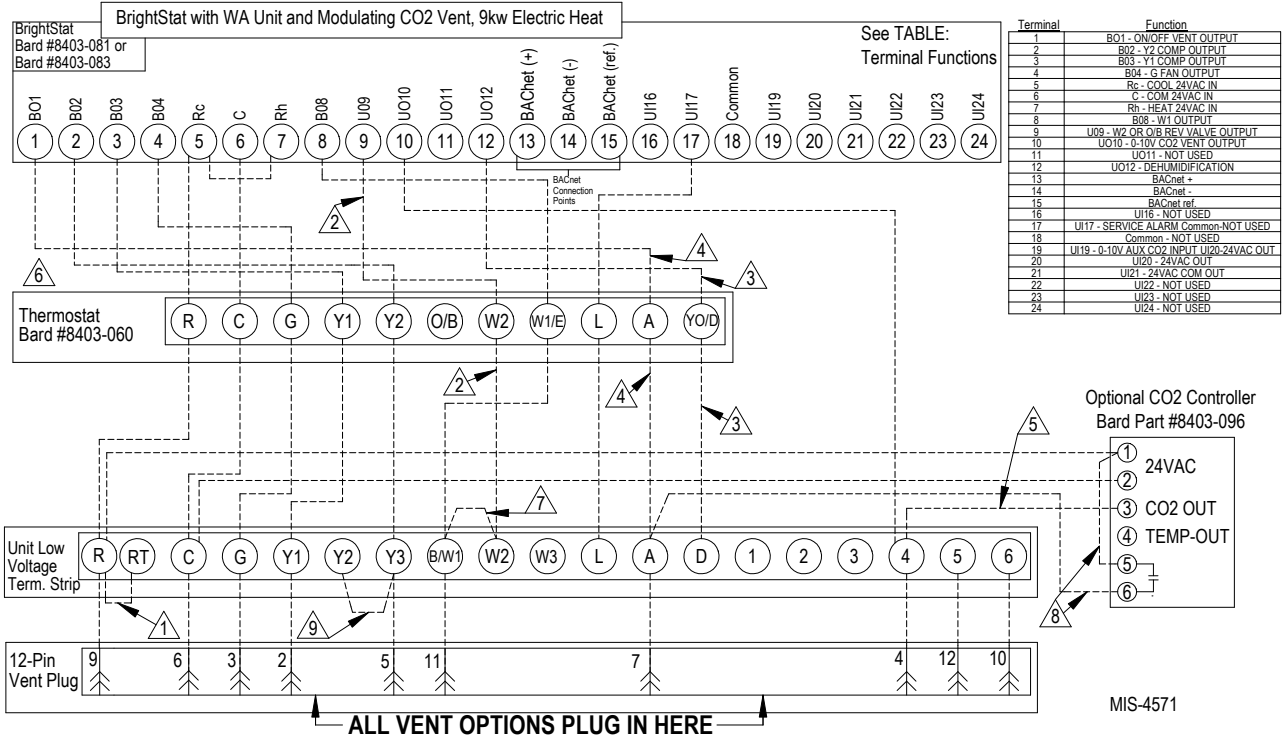 BrightStat with WA Unit and Modulating CO2 Vent, 9kw Electric Heat
BrightStat
Bard #8403-081 or
Bard #8403-083
See TABLE:
Terminal Functions
BO1
B02
B03
B04
Rc
C
Rh
B08
U09
UO10
UO11
UO12
BAChet (+)
BAChet (-)
BAChet (ref.)
UI16
UI17
Common
UI19
UI20
UI21
UI22
UI23
UI24
1 2 3 4 5 6 7 8 9 10 11 12 13 14 15 16 17 18 19 20 21 22 23 24
BACnet
Connection
Points
2
4
3
6
Thermostat
Bard #8403-060
R C G Y1 Y2 O/B W2 W1/E L A YO/D
2
4
3
5
7
Unit Low
Voltage
Term. Strip
R RT C G Y1 Y2 Y3 B/W1 W2 W3 L A D 1 2 3 4 5 6
1
9
8
12-Pin
Vent Plug
9 6 3 2 5 11 7 4 12 10
ALL VENT OPTIONS PLUG IN HERE
Terminal Function
1 BO1 - ON/OFF VENT OUTPUT
2 B02 - Y2 COMP OUTPUT
3 B03 - Y1 COMP OUTPUT
4 B04 - G FAN OUTPUT
5 Rc - COOL 24VAC IN
6 C - COM 24VAC IN
7 Rh - HEAT 24VAC IN
8 B08 - W1 OUTPUT
9 U09 - W2 OR O/B REV VALVE OUTPUT
10 UO10 - 0-10V CO2 VENT OUTPUT
11 UO11 - NOT USED
12 UO12 - DEHUMIDIFICATION
13 BACnet +
14 BACnet -
15 BACnet ref.
16 UI16 - NOT USED
17 UI17 - SERVICE ALARM Common-NOT USED
18 Common - NOT USED
19 UI19 - 0-10V AUX CO2 INPUT UI20-24VAC OUT
20 UI20 - 24VAC OUT
21 UI21 - 24VAC COM OUT
22 UI22 - NOT USED
23 UI23 - NOT USED
24 UI24 - NOT USED
Optional CO2 Controller
Bard Part #8403-096
1
24VAC
2
3 CO2 OUT
4 TEMP-OUT
5
6
MIS-4571